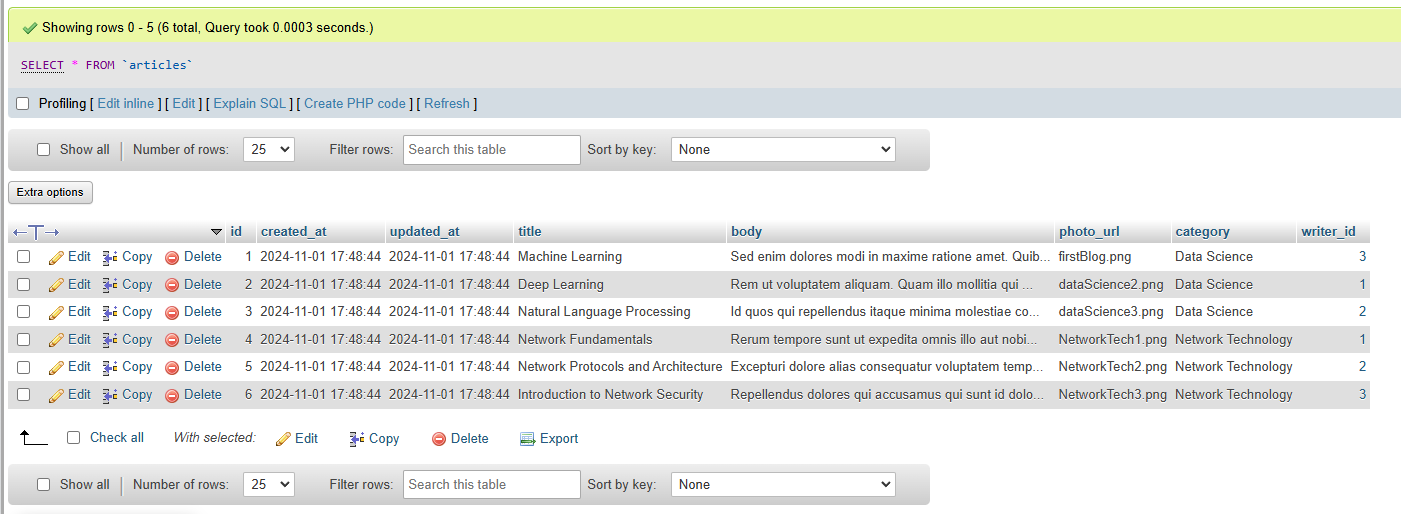 Showing rows 0 - 5 (6 total, Query took 0.0003 seconds.)
SELECT * FROM `articles`
Profiling [ Edit inline ] [ Edit ] [ Explain SQL ] [ Create PHP code ] [ Refresh ]
Show all Number of rows: 25 Filter rows: Search this table Sort by key: None
Extra options
id created_at updated_at title body photo_url category writer_id
Edit Copy Delete 1 2024-11-01 17:48:44 2024-11-01 17:48:44 Machine Learning Sed enim dolores modi in maxime ratione amet. Quib... firstBlog.png Data Science 3
Edit Copy Delete 2 2024-11-01 17:48:44 2024-11-01 17:48:44 Deep Learning Rem ut voluptatem aliquam. Quam illo mollitia qui ... dataScience2.png Data Science 1
Edit Copy Delete 3 2024-11-01 17:48:44 2024-11-01 17:48:44 Natural Language Processing Id quos qui repellendus itaque minima molestiae co... dataScience3.png Data Science 2
Edit Copy Delete 4 2024-11-01 17:48:44 2024-11-01 17:48:44 Network Fundamentals Rerum tempore sunt ut expedita omnis illo aut nobi... NetworkTech1.png Network Technology 1
Edit Copy Delete 5 2024-11-01 17:48:44 2024-11-01 17:48:44 Network Protocols and Architecture Excepturi dolore alias consequatur voluptatem temp... NetworkTech2.png Network Technology 2
Edit Copy Delete 6 2024-11-01 17:48:44 2024-11-01 17:48:44 Introduction to Network Security Repellendus dolores qui accusamus qui sunt id dolo... NetworkTech3.png Network Technology 3
Check all With selected: Edit Copy Delete Export
Show all Number of rows: 25 Filter rows: Search this table Sort by key: None